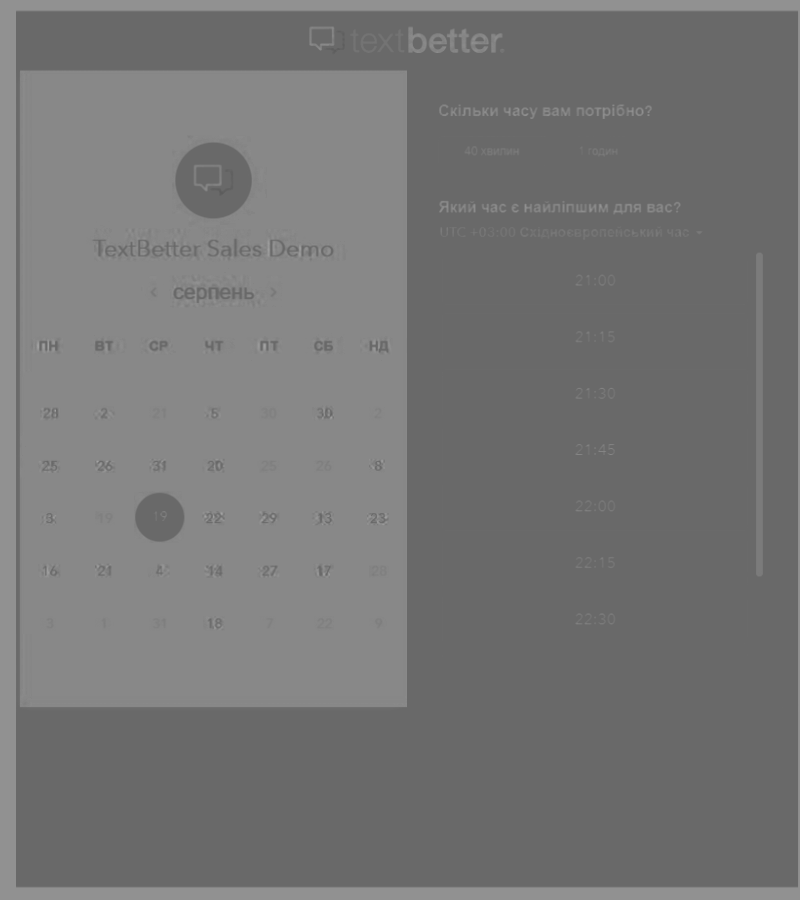 textbetter
TextBetter Sales Demo
‹ серпень ›
ПН ВТ СР ЧТ ПТ СБ НД
28 2 21 5 30 30 2
25 26 31 20 25 26 8
3 19 19 22 29 13 23
16 21 4 14 27 17 28
3 1 31 18 7 22 9
Скільки часу вам потрібно?
40 хвилин 1 годин
Який час є найліпшим для вас?
UTC +03:00 Східноєвропейський час
21:00
21:15
21:30
21:45
22:00
22:15
22:30